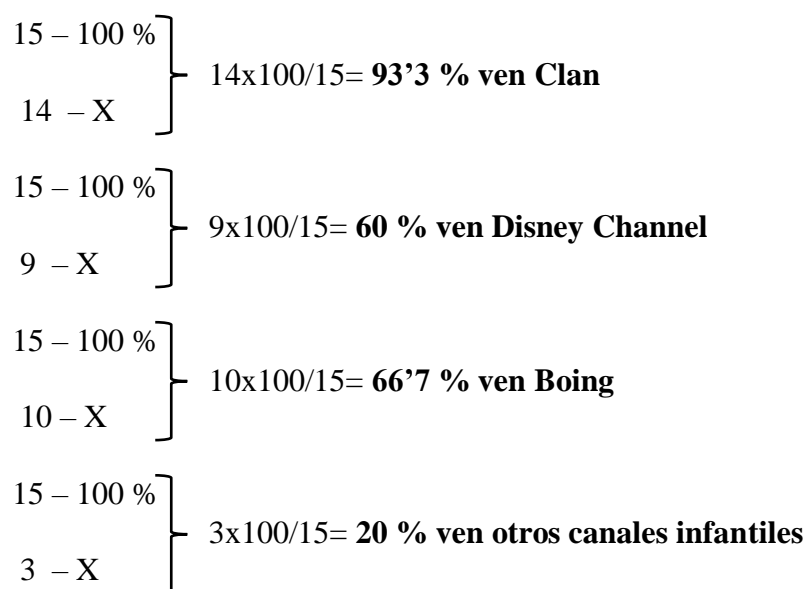 15 – 100 %
14x100/15= 93’3 % ven Clan
14 – X
15 – 100 %
9x100/15= 60 % ven Disney Channel
9 – X
15 – 100 %
10x100/15= 66’7 % ven Boing
10 – X
15 – 100 %
3x100/15= 20 % ven otros canales infantiles
3 – X